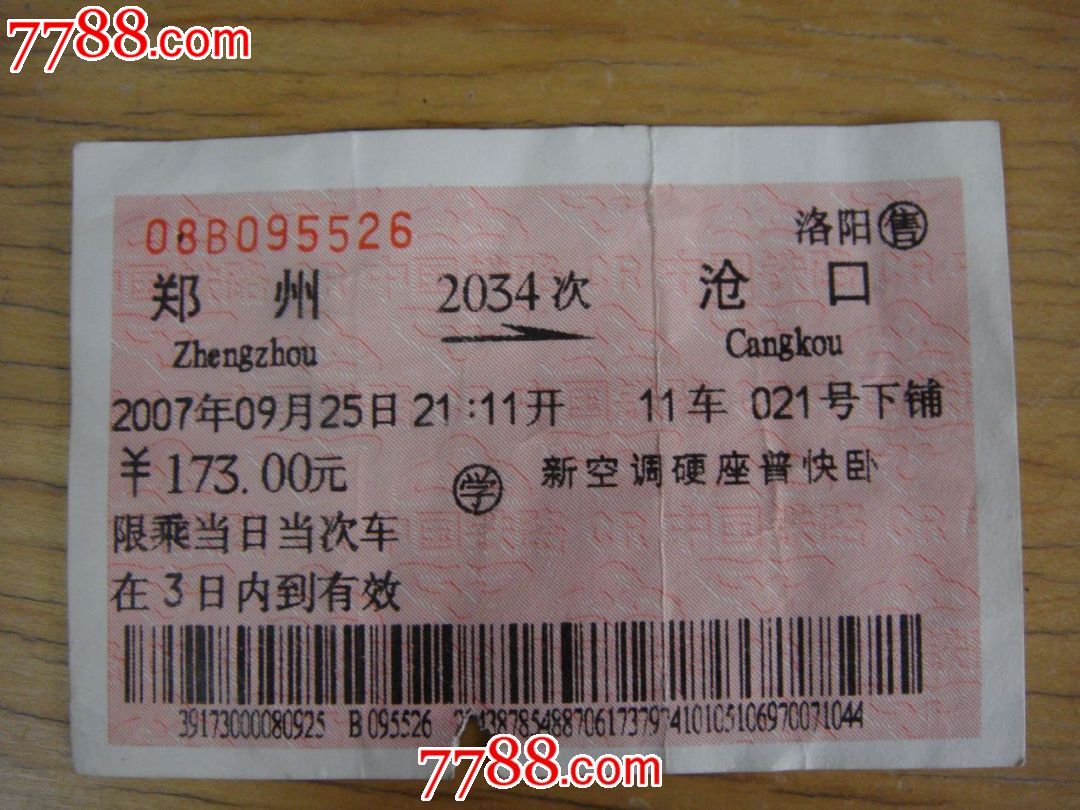 7788.com
08B095526
洛阳售
郑州 2034次 沧口
Zhengzhou Cangkou
2007年09月25日21:11开 11车 021号下铺
¥173.00元 学 新空调硬座普快卧
限乘当日当次车
在3日内到有效
39173000080925 B095526
7788.com